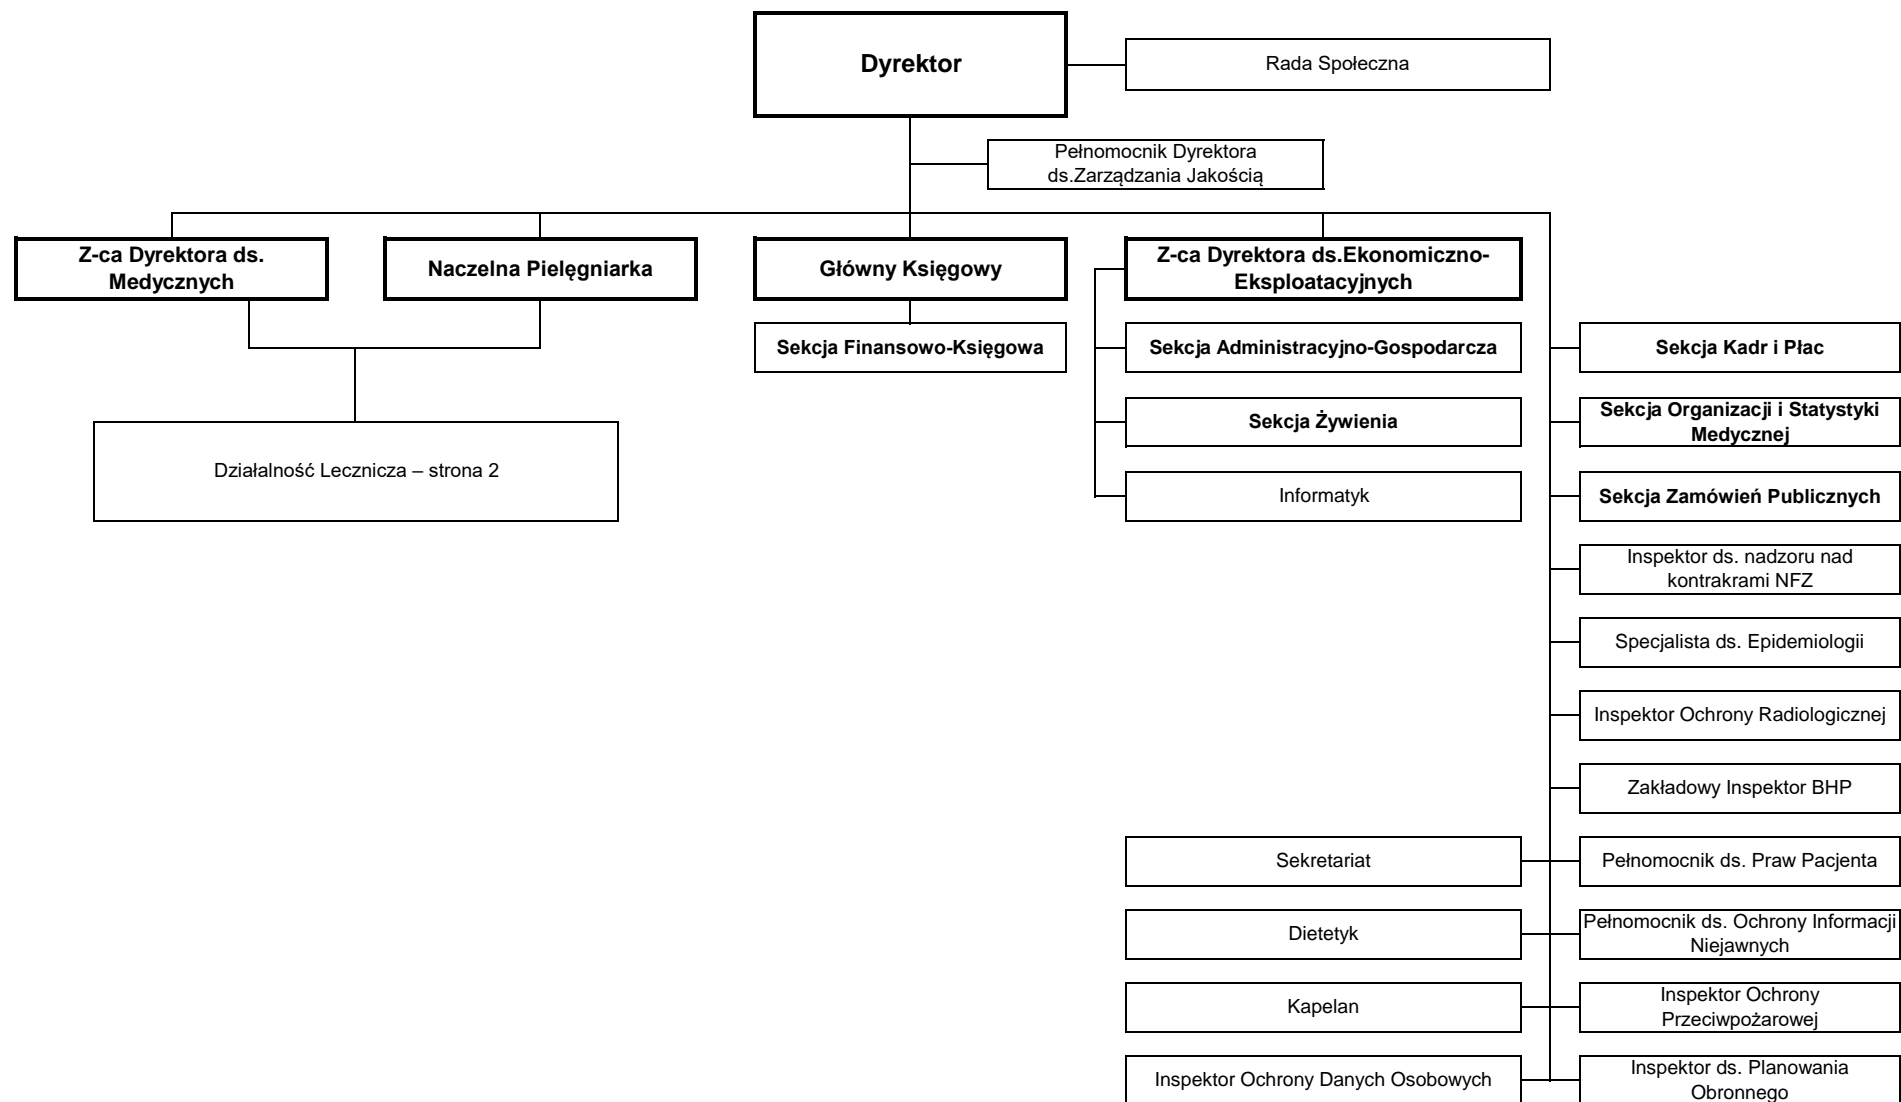 Dyrektor
Rada Społeczna
Pełnomocnik Dyrektora
ds.Zarządzania Jakością
Z-ca Dyrektora ds.
Medycznych
Naczelna Pielęgniarka
Główny Księgowy
Z-ca Dyrektora ds.Ekonomiczno-
Eksploatacyjnych
Sekcja Finansowo-Księgowa
Sekcja Administracyjno-Gospodarcza
Sekcja Kadr i Płac
Sekcja Żywienia
Sekcja Organizacji i Statystyki
Medycznej
Działalność Lecznicza – strona 2
Informatyk
Sekcja Zamówień Publicznych
Inspektor ds. nadzoru nad
kontrakrami NFZ
Specjalista ds. Epidemiologii
Inspektor Ochrony Radiologicznej
Zakładowy Inspektor BHP
Sekretariat
Pełnomocnik ds. Praw Pacjenta
Dietetyk
Pełnomocnik ds. Ochrony Informacji
Niejawnych
Kapelan
Inspektor Ochrony
Przeciwpożarowej
Inspektor Ochrony Danych Osobowych
Inspektor ds. Planowania
Obronnego